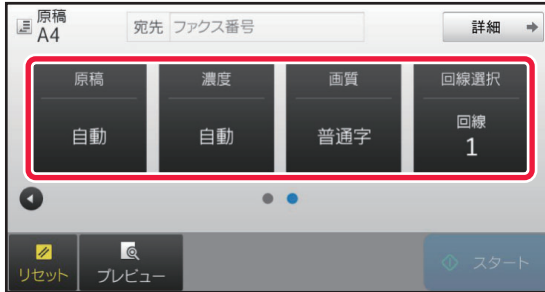 原稿
A4
宛先 ファクス番号
詳細
原稿 濃度 画質 回線選択
自動 自動 普通字 回線
1
リセット プレビュー スタート